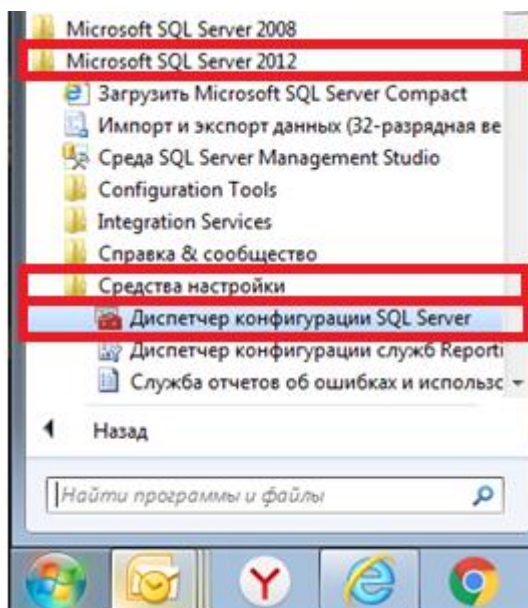 Microsoft SQL Server 2008
Microsoft SQL Server 2012
Загрузить Microsoft SQL Server Compact
Импорт и экспорт данных (32-разрядная ве
Среда SQL Server Management Studio
Configuration Tools
Integration Services
Справка & сообщество
Средства настройки
Диспетчер конфигурации SQL Server
Диспетчер конфигурации служб Reporti
Служба отчетов об ошибках и использс
Назад
Найти программы и файлы